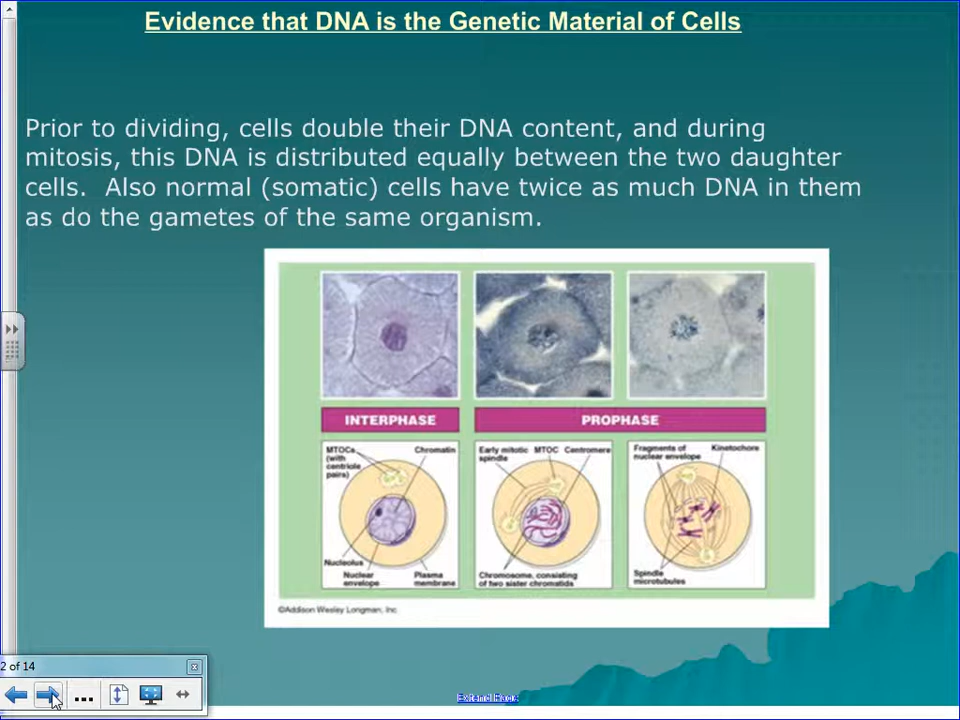 Evidence that DNA is the Genetic Material of Cells
Prior to dividing, cells double their DNA content, and during
mitosis, this DNA is distributed equally between the two daughter
cells. Also normal (somatic) cells have twice as much DNA in them
as do the gametes of the same organism.
INTERPHASE
PROPHASE
MTOCs
(with
centriole
pairs)
Chromatin
Nucleolus
Nuclear
envelope
Plasma
membrane
Early mitotic
spindle
MTOC
Centromere
Chromosome, consisting
of two sister chromatids
Fragments of
nuclear envelope
Kinetochore
Spindle
microtubules
©Addison Wesley Longman, Inc.
2 of 14
...
Extend Page